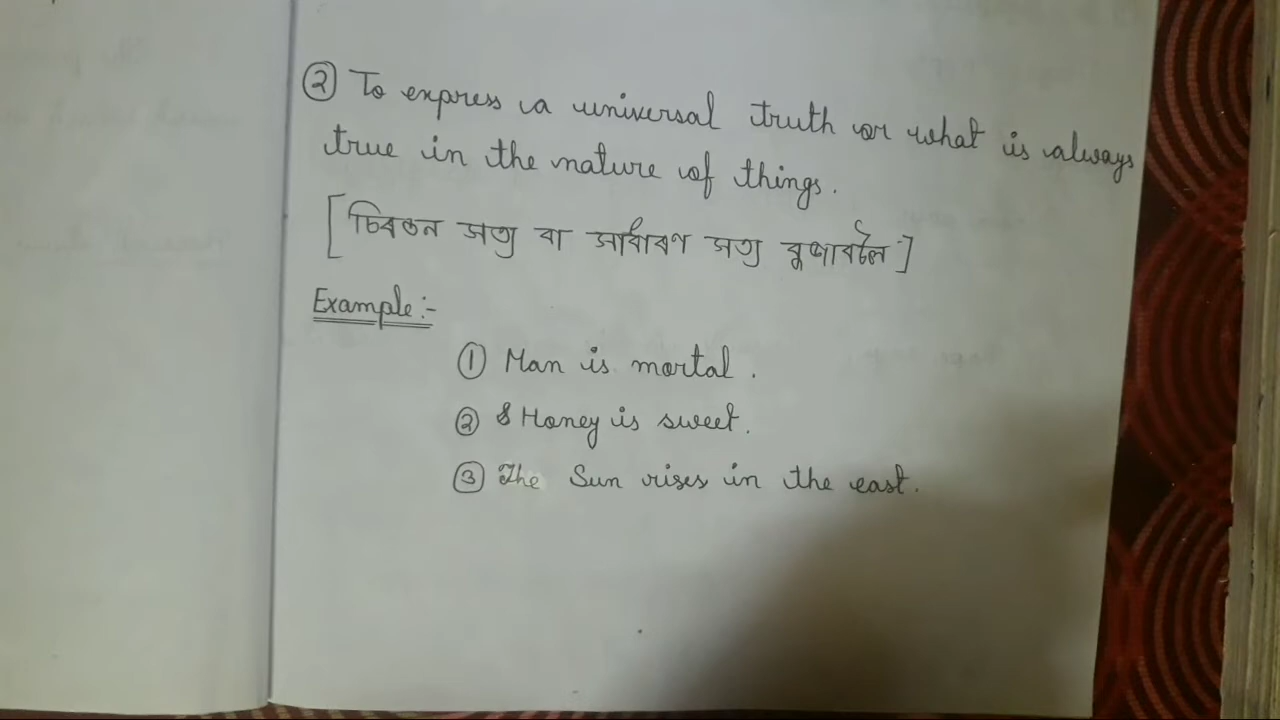 ② To express a universal truth or what is always
true in the nature of things.
[চিৰন্তন সত্য বা সাধাৰণ সত্য বুজাবলৈ]
Example:-
① Man is mortal.
② Honey is sweet.
③ The Sun rises in the east.